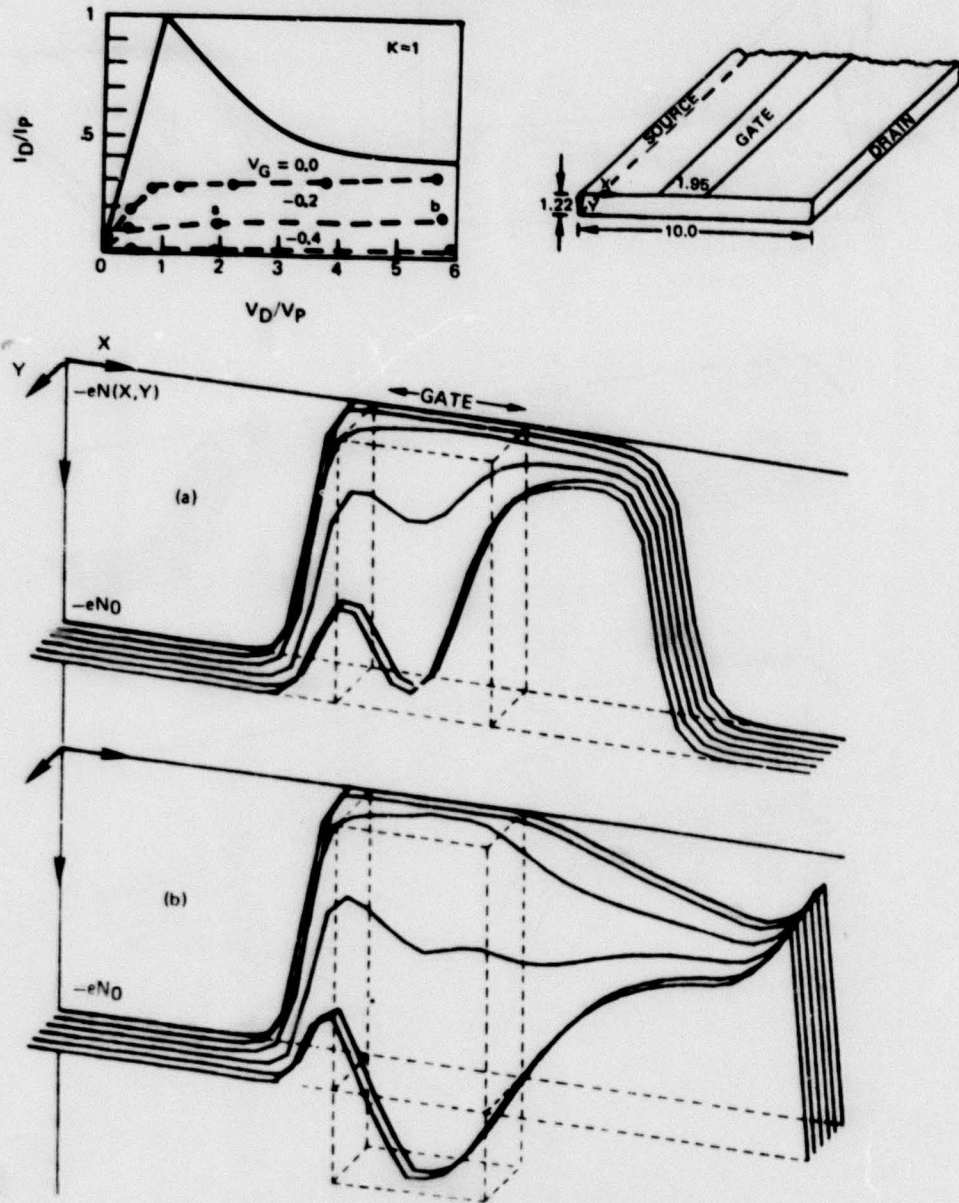 1
K=1
I_D/I_P
.5
V_G = 0.0
-0.2
a
b
-0.4
0
1
2
3
4
5
6
V_D/V_P
SOURCE
GATE
DRAIN
X
Y
1.95
1.22
10.0
X
Y
-eN(X,Y)
GATE
(a)
-eN0
(b)
-eN0